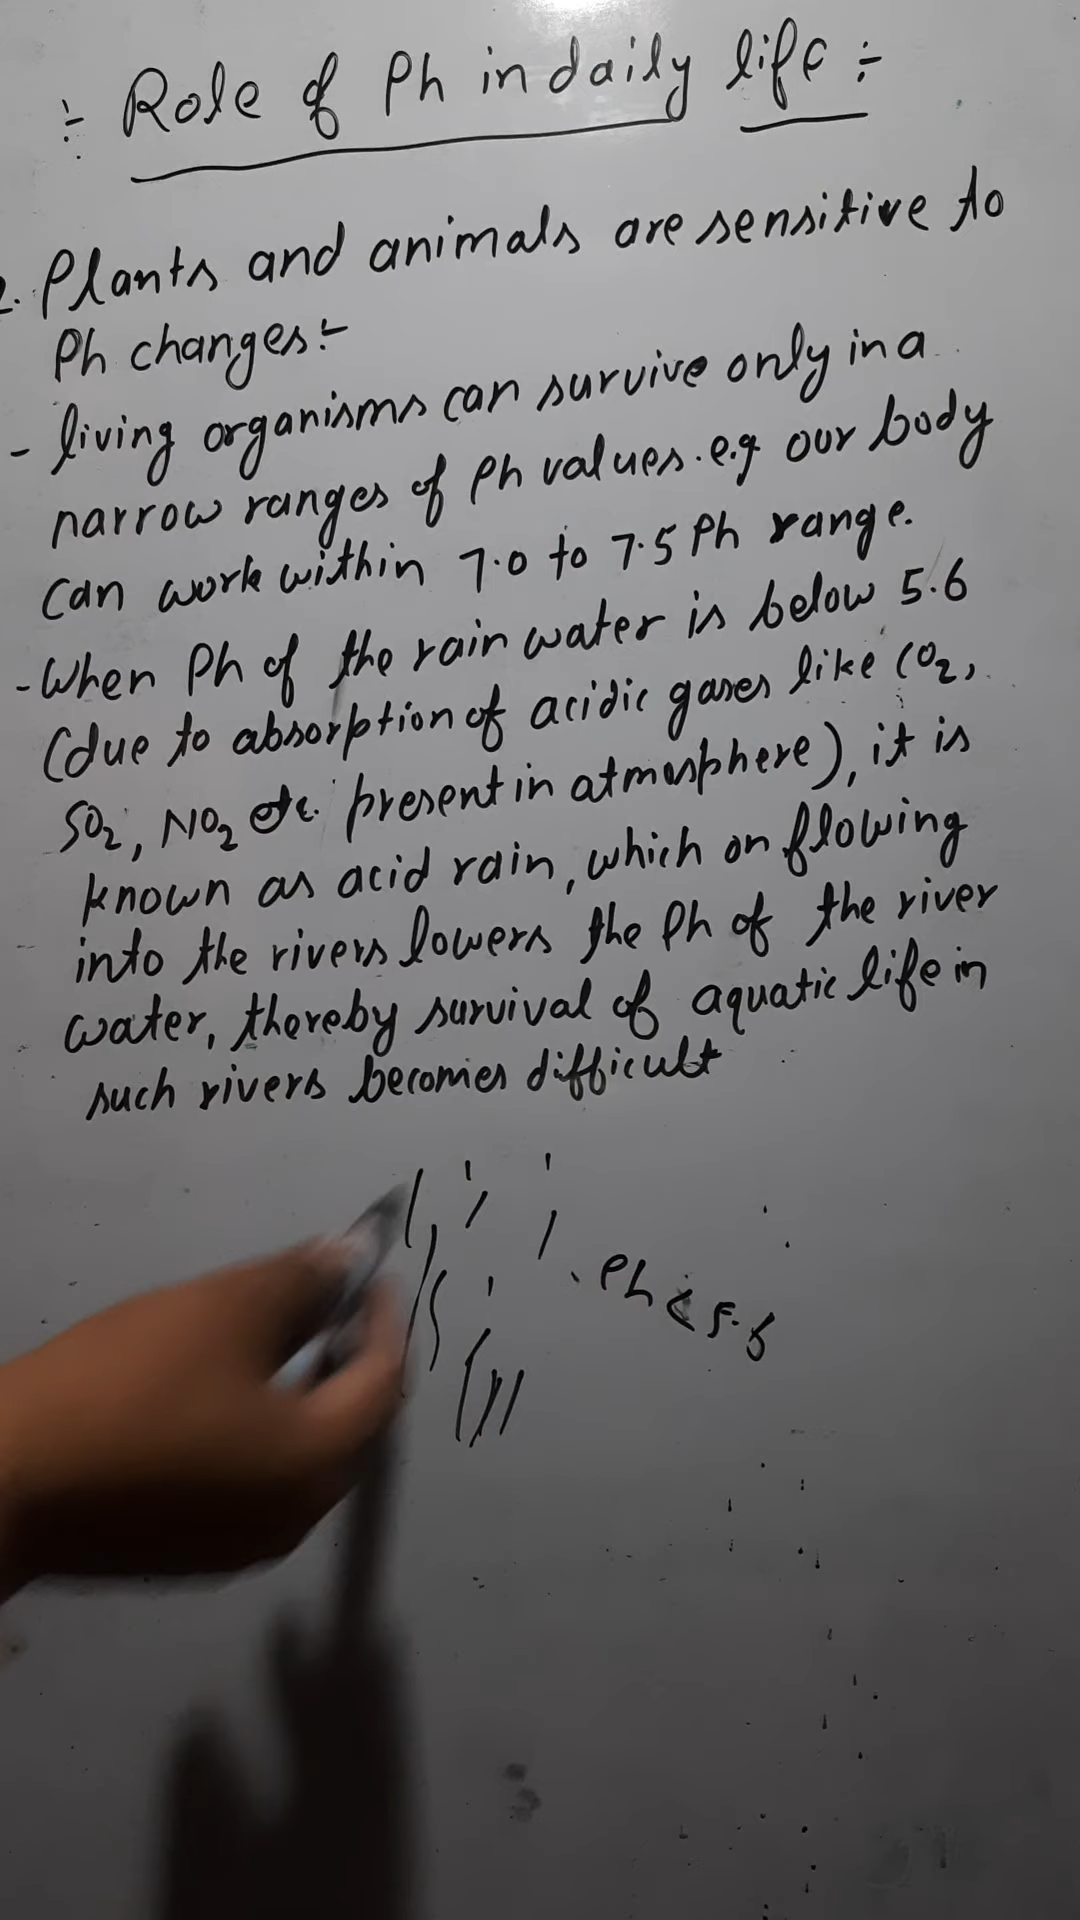 ÷ Role of Ph in daily life ÷
2. Plants and animals are sensitive to
Ph changes:-
- living organisms can survive only in a
narrow ranges of Ph values. e.g our body
can work within 7.0 to 7.5 Ph range.
- When Ph of the rain water is below 5.6
(due to absorption of acidic gases like CO₂,
SO₂, NO₂ etc. present in atmosphere), it is
known as acid rain, which on flowing
into the rivers lowers the Ph of the river
water, thereby survival of aquatic life in
such rivers becomes difficult
Ph < 5.6